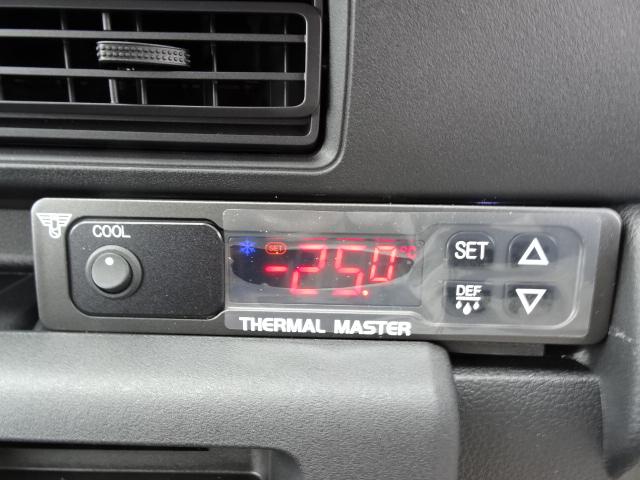 COOL
SET
-25.0°C
SET
DEF
THERMAL MASTER